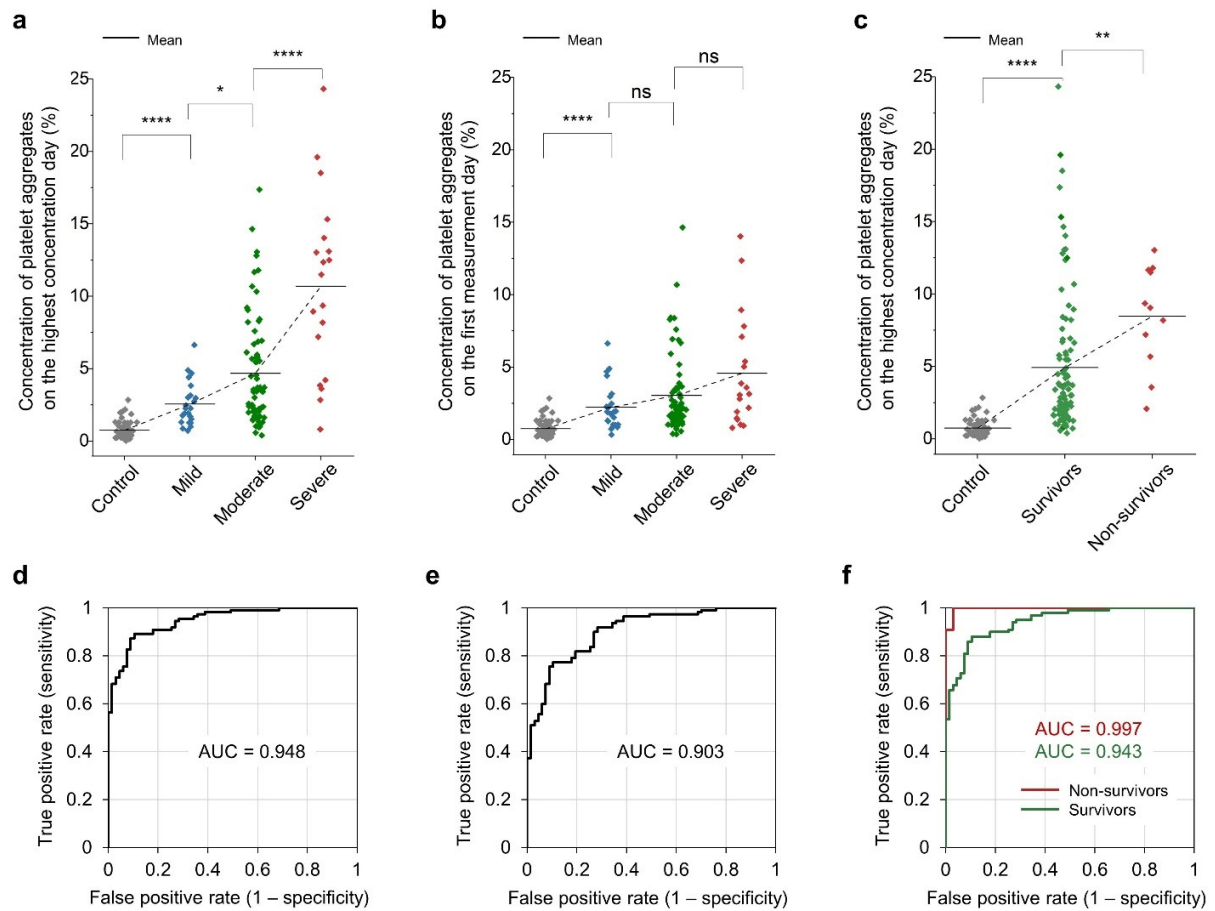 a
Mean
Concentration of platelet aggregates
on the highest concentration day (%)
25
20
15
10
5
0
****
*
****
Control
Mild
Moderate
Severe
b
Mean
Concentration of platelet aggregates
on the first measurement day (%)
25
20
15
10
5
0
****
ns
ns
Control
Mild
Moderate
Severe
c
Mean
Concentration of platelet aggregates
on the highest concentration day (%)
25
20
15
10
5
0
****
**
Control
Survivors
Non-survivors
d
True positive rate (sensitivity)
1
0.8
0.6
0.4
0.2
0
AUC = 0.948
0 0.2 0.4 0.6 0.8 1
False positive rate (1 – specificity)
e
True positive rate (sensitivity)
1
0.8
0.6
0.4
0.2
0
AUC = 0.903
0 0.2 0.4 0.6 0.8 1
False positive rate (1 – specificity)
f
True positive rate (sensitivity)
1
0.8
0.6
0.4
0.2
0
AUC = 0.997
AUC = 0.943
Non-survivors
Survivors
0 0.2 0.4 0.6 0.8 1
False positive rate (1 – specificity)